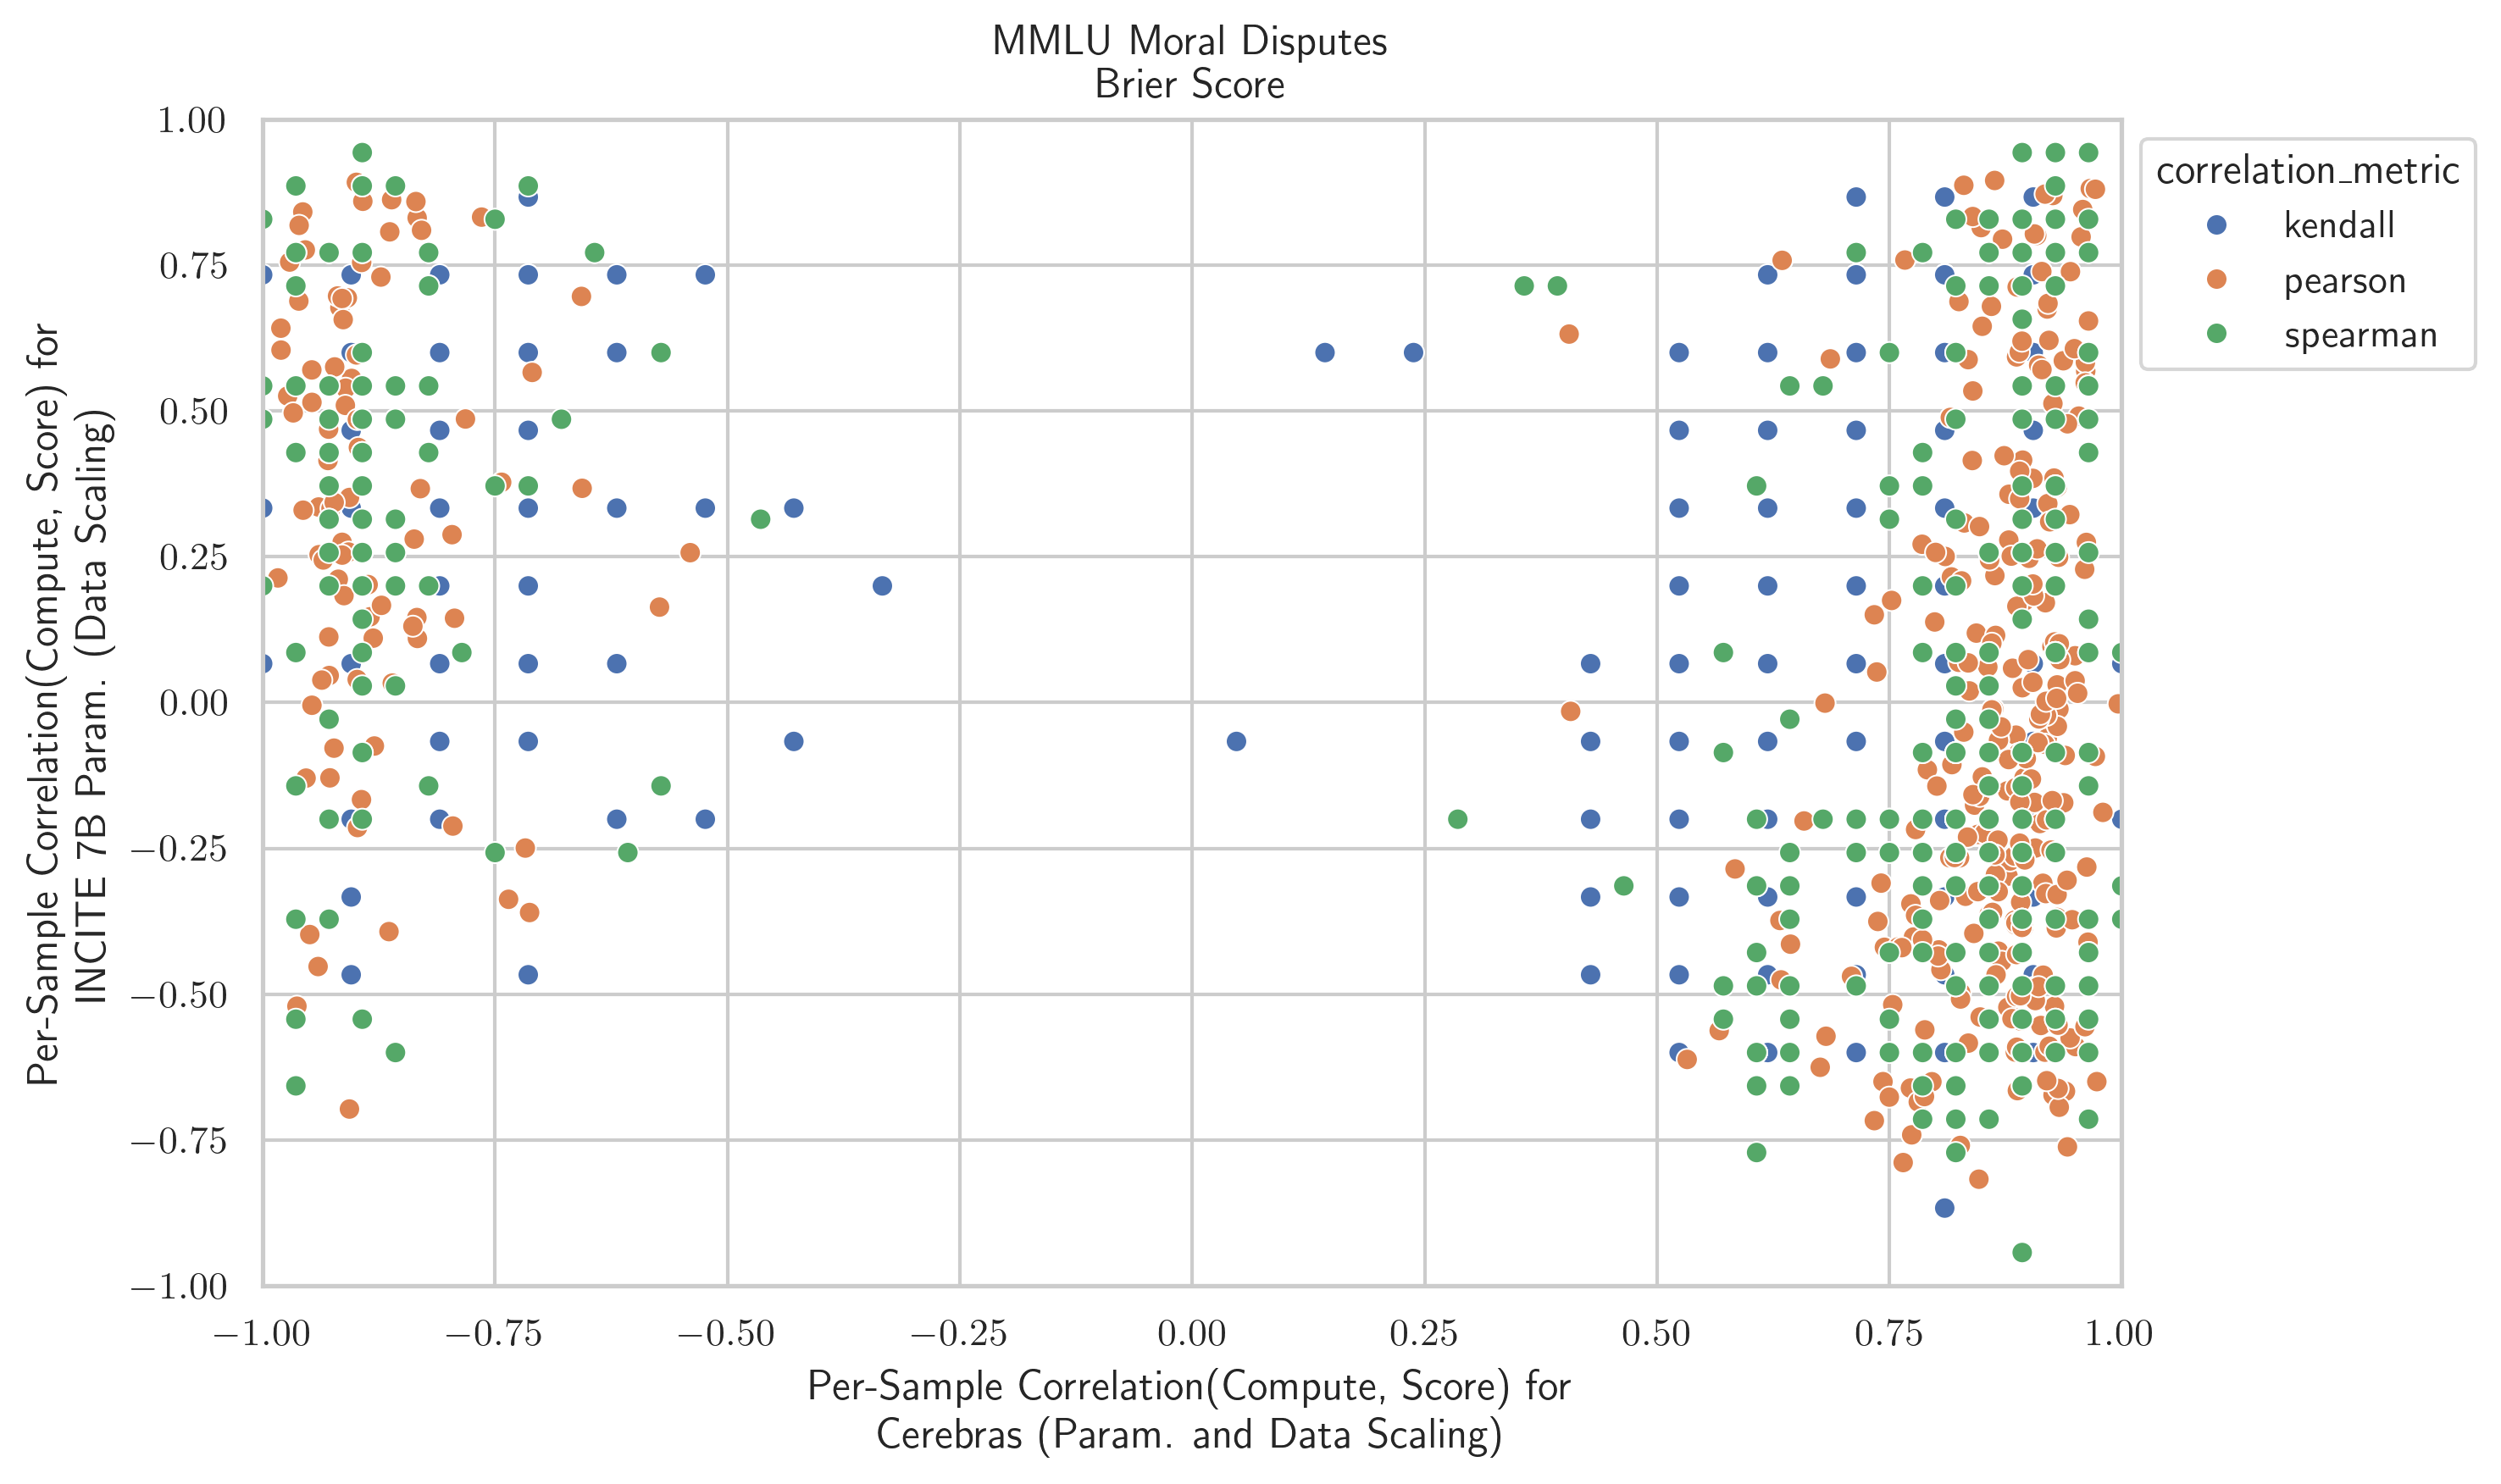 MMLU Moral Disputes
Brier Score
Per-Sample Correlation(Compute, Score) for
INCITE 7B Param. (Data Scaling)
1.00
0.75
0.50
0.25
0.00
−0.25
−0.50
−0.75
−1.00
−1.00 −0.75 −0.50 −0.25 0.00 0.25 0.50 0.75 1.00
Per-Sample Correlation(Compute, Score) for
Cerebras (Param. and Data Scaling)
correlation_metric
kendall
pearson
spearman